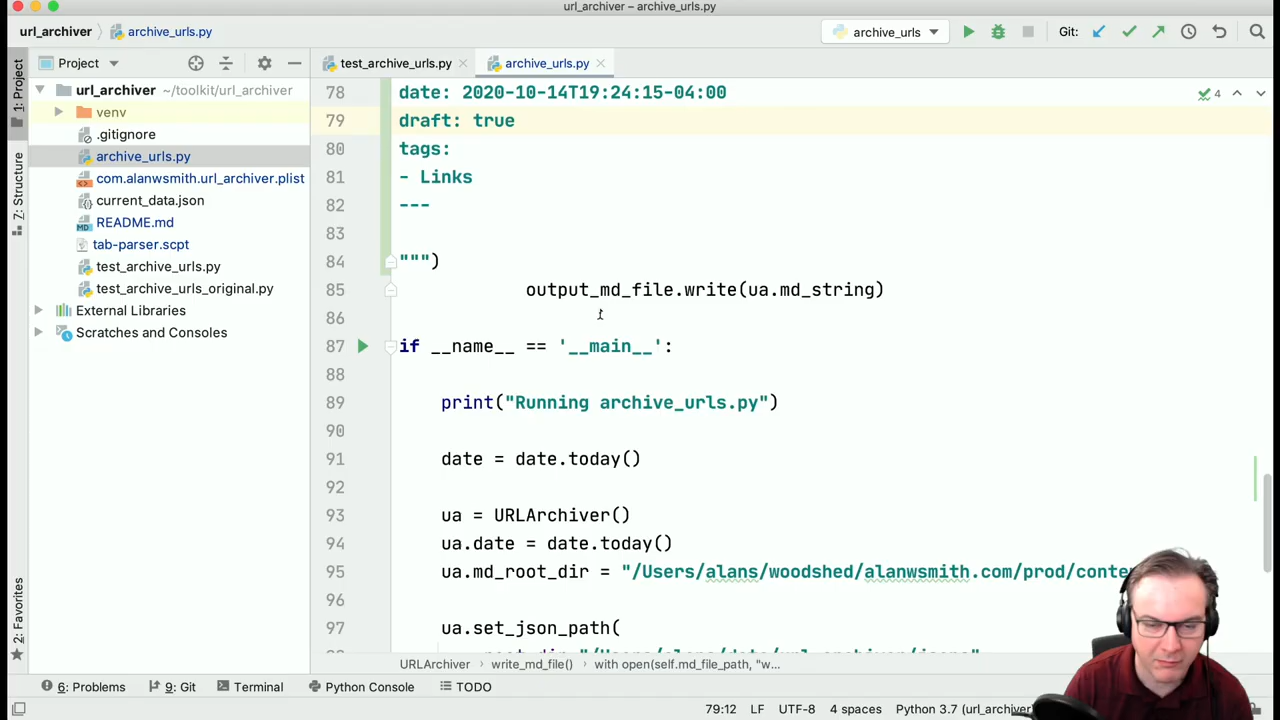 url_archiver – archive_urls.py
url_archiver archive_urls.py archive_urls Git:
1: Project Project test_archive_urls.py archive_urls.py
url_archiver ~/toolkit/url_archiver
venv
.gitignore
archive_urls.py
com.alanwsmith.url_archiver.plist
current_data.json
README.md
tab-parser.scpt
test_archive_urls.py
test_archive_urls_original.py
External Libraries
Scratches and Consoles
7: Structure
2: Favorites
4
78 date: 2020-10-14T19:24:15-04:00
79 draft: true
80 tags:
81 - Links
82 ---
83
84 """)
85 output_md_file.write(ua.md_string)
86
87 if __name__ == '__main__':
88
89 print("Running archive_urls.py")
90
91 date = date.today()
92
93 ua = URLArchiver()
94 ua.date = date.today()
95 ua.md_root_dir = "/Users/alans/woodshed/alanwsmith.com/prod/conte
96
97 ua.set_json_path(
URLArchiver write_md_file() with open(self.md_file_path, "w...
6: Problems 9: Git Terminal Python Console TODO
79:12 LF UTF-8 4 spaces Python 3.7 (url_archiver)